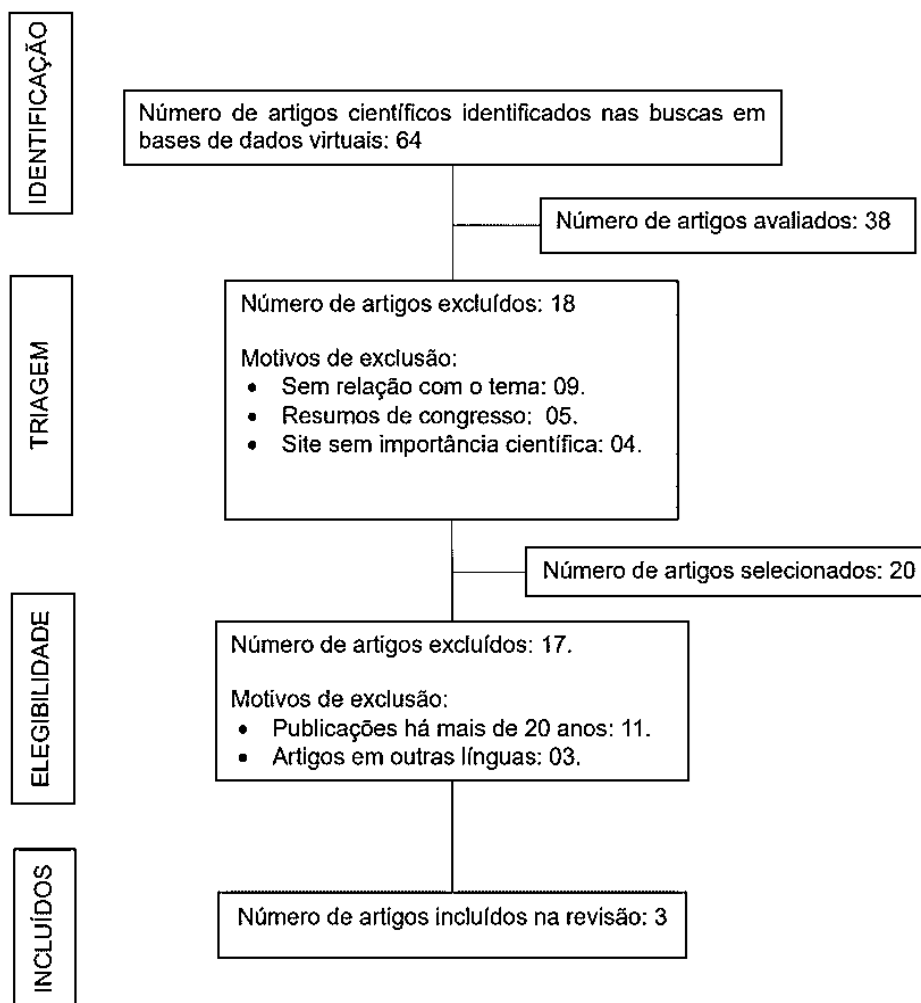 IDENTIFICAÇÃO
Número de artigos científicos identificados nas buscas em
bases de dados virtuais: 64
Número de artigos avaliados: 38
TRIAGEM
Número de artigos excluídos: 18
Motivos de exclusão:
• Sem relação com o tema: 09.
• Resumos de congresso: 05.
• Site sem importância científica: 04.
Número de artigos selecionados: 20
ELEGIBILIDADE
Número de artigos excluídos: 17.
Motivos de exclusão:
• Publicações há mais de 20 anos: 11.
• Artigos em outras línguas: 03.
INCLUÍDOS
Número de artigos incluídos na revisão: 3